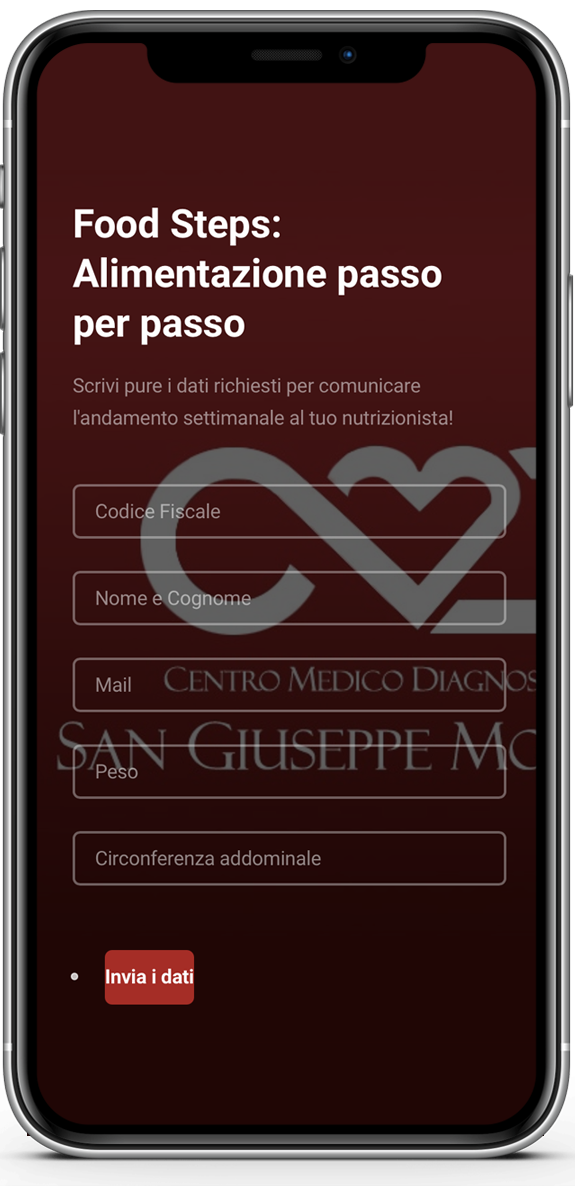 Food Steps:
Alimentazione passo
per passo
Scrivi pure i dati richiesti per comunicare
l'andamento settimanale al tuo nutrizionista!
Codice Fiscale
Nome e Cognome
Mail
CENTRO MEDICO DIAGNOS
SAN GIUSEPPE MO
Peso
Circonferenza addominale
Invia i dati